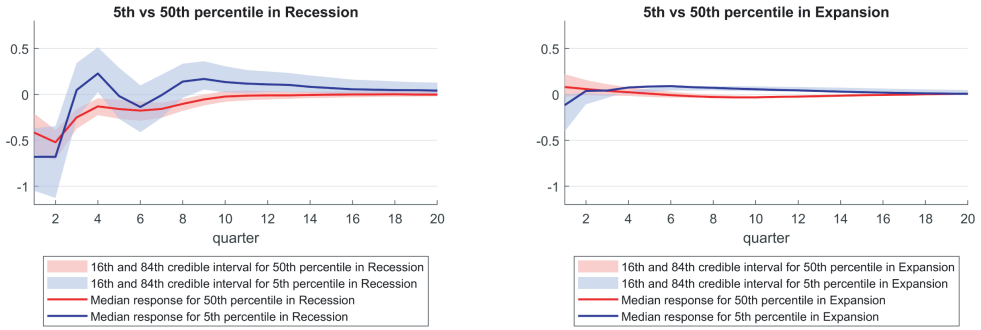 5th vs 50th percentile in Recession
0.5
0
-0.5
-1
2 4 6 8 10 12 14 16 18 20
quarter
16th and 84th credible interval for 50th percentile in Recession
16th and 84th credible interval for 5th percentile in Recession
Median response for 50th percentile in Recession
Median response for 5th percentile in Recession
5th vs 50th percentile in Expansion
0.5
0
-0.5
-1
2 4 6 8 10 12 14 16 18 20
quarter
16th and 84th credible interval for 50th percentile in Expansion
16th and 84th credible interval for 5th percentile in Expansion
Median response for 50th percentile in Expansion
Median response for 5th percentile in Expansion